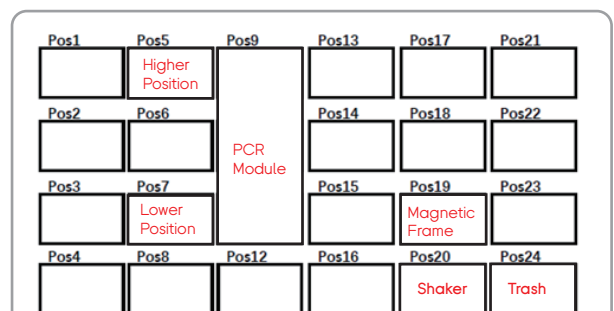 Pos1 Pos5 Pos9 Pos13 Pos17 Pos21
Higher
Position
Pos2 Pos6 Pos14 Pos18 Pos22
PCR
Module
Pos3 Pos7 Pos15 Pos19 Pos23
Lower
Position
Magnetic
Frame
Pos4 Pos8 Pos12 Pos16 Pos20 Pos24
Shaker Trash